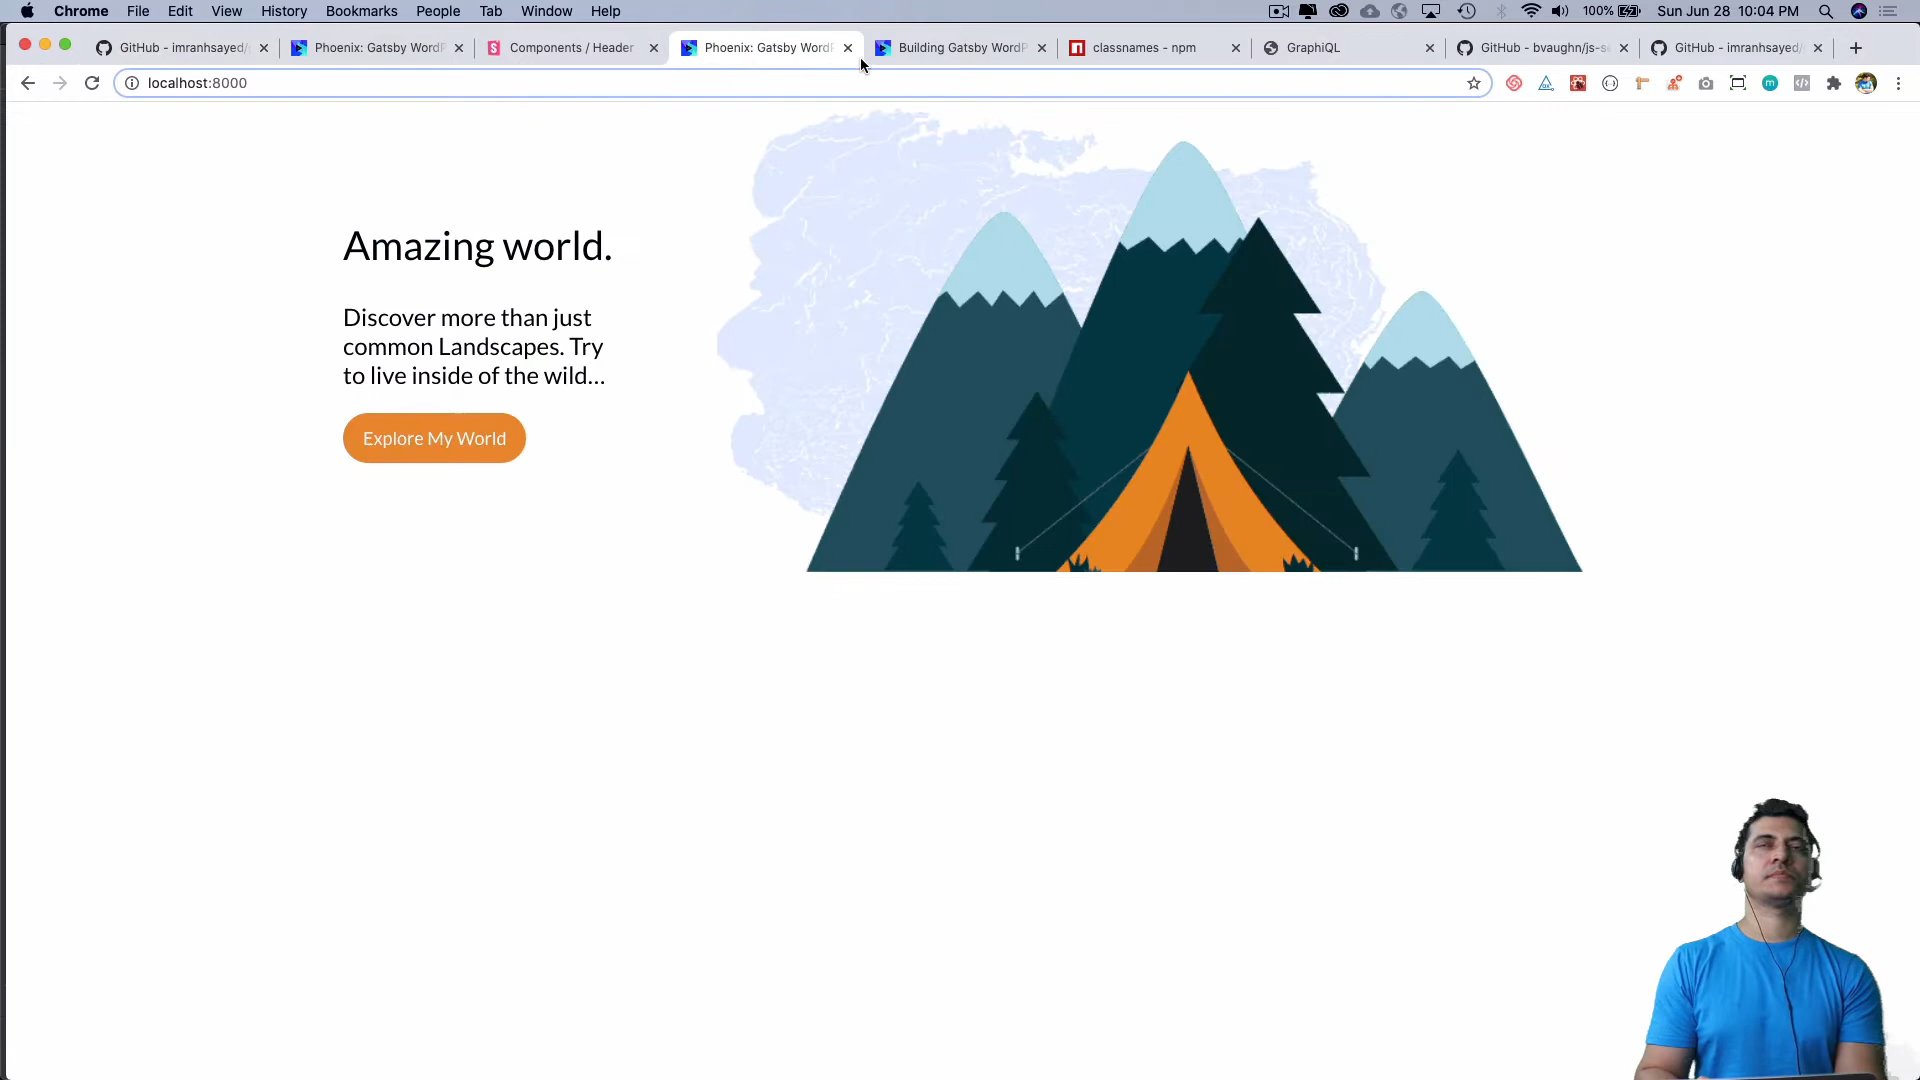 Chrome File Edit View History Bookmarks People Tab Window Help 100% Sun Jun 28 10:04 PM
GitHub - imranhsayed/ Phoenix: Gatsby WordP Components / Header Phoenix: Gatsby WordP Building Gatsby WordP classnames - npm GraphiQL GitHub - bvaughn/js-s GitHub - imranhsayed/
localhost:8000
Amazing world.
Discover more than just
common Landscapes. Try
to live inside of the wild...
Explore My World